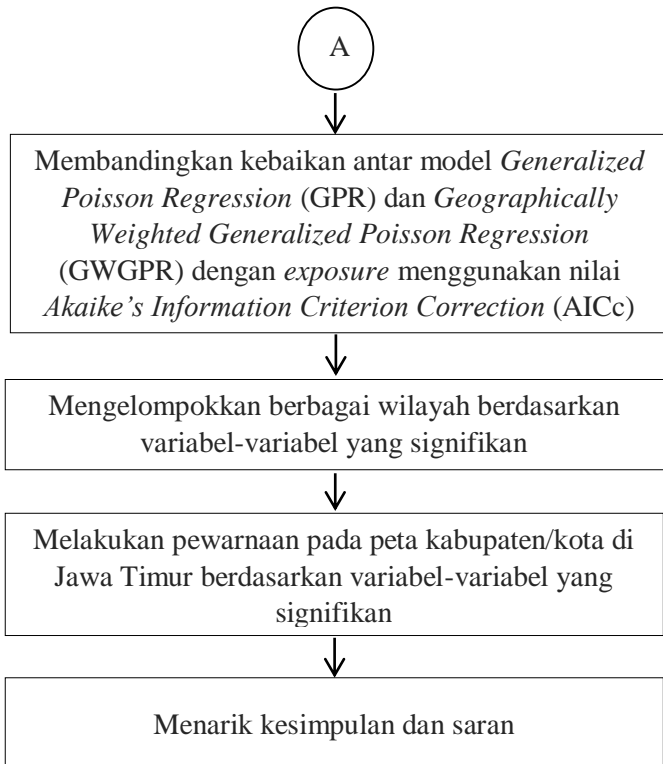 A
Membandingkan kebaikan antar model Generalized
Poisson Regression (GPR) dan Geographically
Weighted Generalized Poisson Regression
(GWGPR) dengan exposure menggunakan nilai
Akaike’s Information Criterion Correction (AICc)
Mengelompokkan berbagai wilayah berdasarkan
variabel-variabel yang signifikan
Melakukan pewarnaan pada peta kabupaten/kota di
Jawa Timur berdasarkan variabel-variabel yang
signifikan
Menarik kesimpulan dan saran